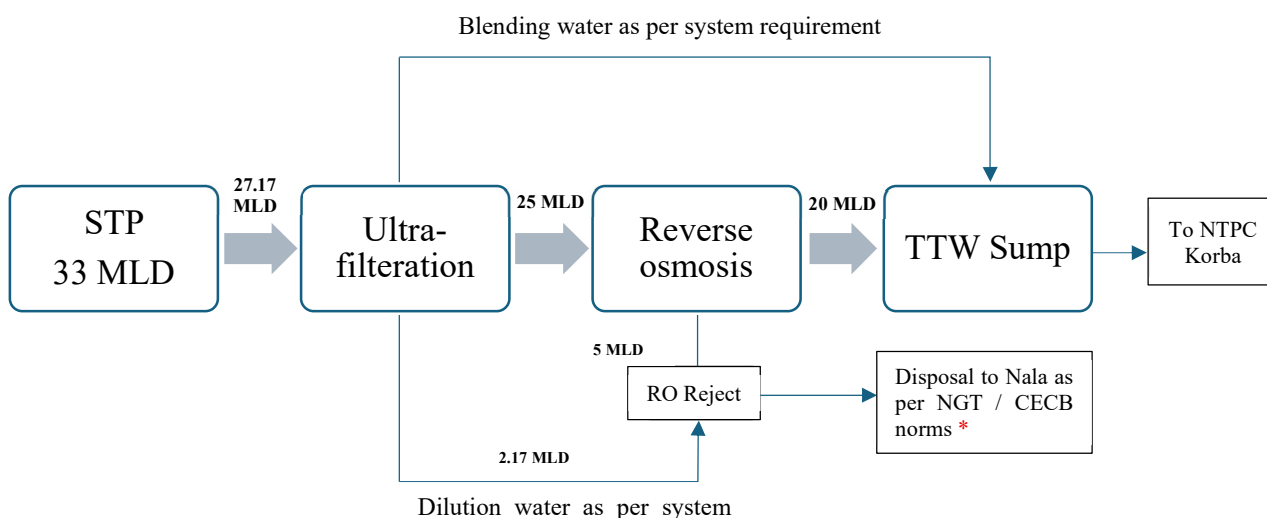 Blending water as per system requirement
STP
33 MLD
27.17
MLD
Ultra-
filteration
25 MLD
Reverse
osmosis
20 MLD
TTW Sump
To NTPC
Korba
5 MLD
RO Reject
Disposal to Nala as
per NGT / CECB
norms *
2.17 MLD
Dilution water as per system